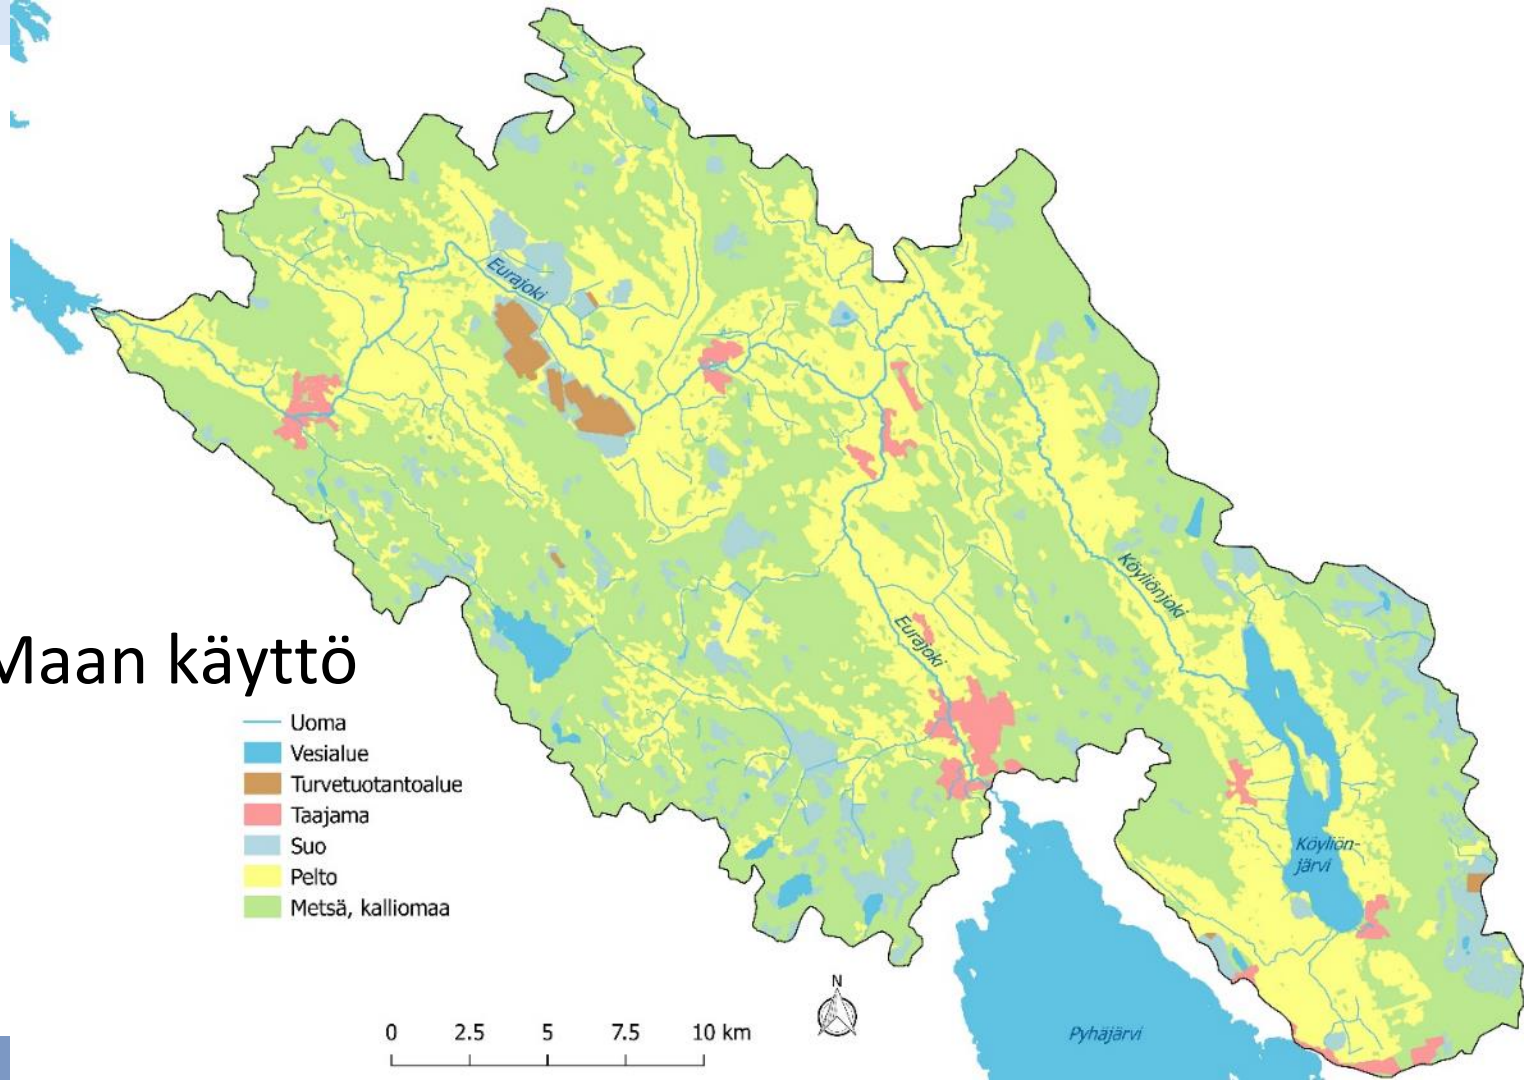 Eurajoki
Köyliönjoki
Eurajoki
Maan käyttö
Uoma
Vesialue
Turvetuotantoalue
Taajama
Suo
Pelto
Metsä, kalliomaa
Köyliön-
järvi
N
0 2.5 5 7.5 10 km
Pyhäjärvi